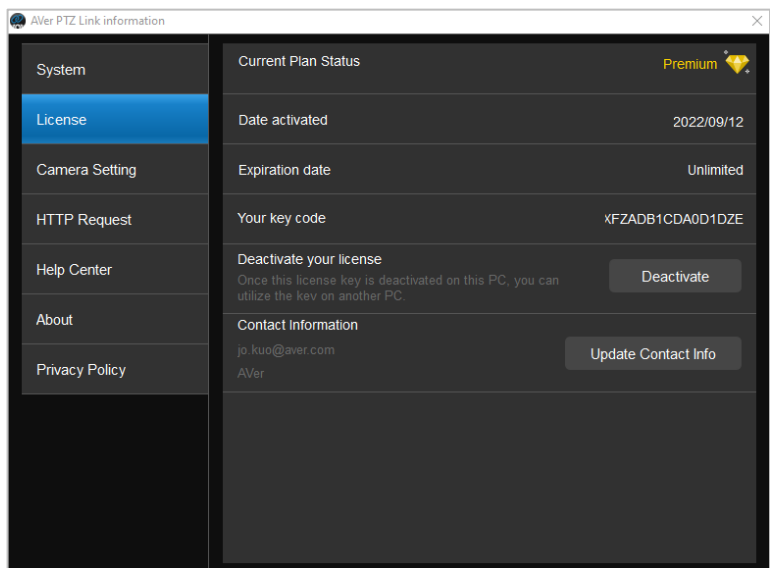 AVer PTZ Link information
System
License
Camera Setting
HTTP Request
Help Center
About
Privacy Policy
Current Plan Status
Premium
Date activated
2022/09/12
Expiration date
Unlimited
Your key code
XFZADB1CDA0D1DZE
Deactivate your license
Once this license key is deactivated on this PC, you can
utilize the key on another PC.
Deactivate
Contact Information
jo.kuo@aver.com
AVer
Update Contact Info